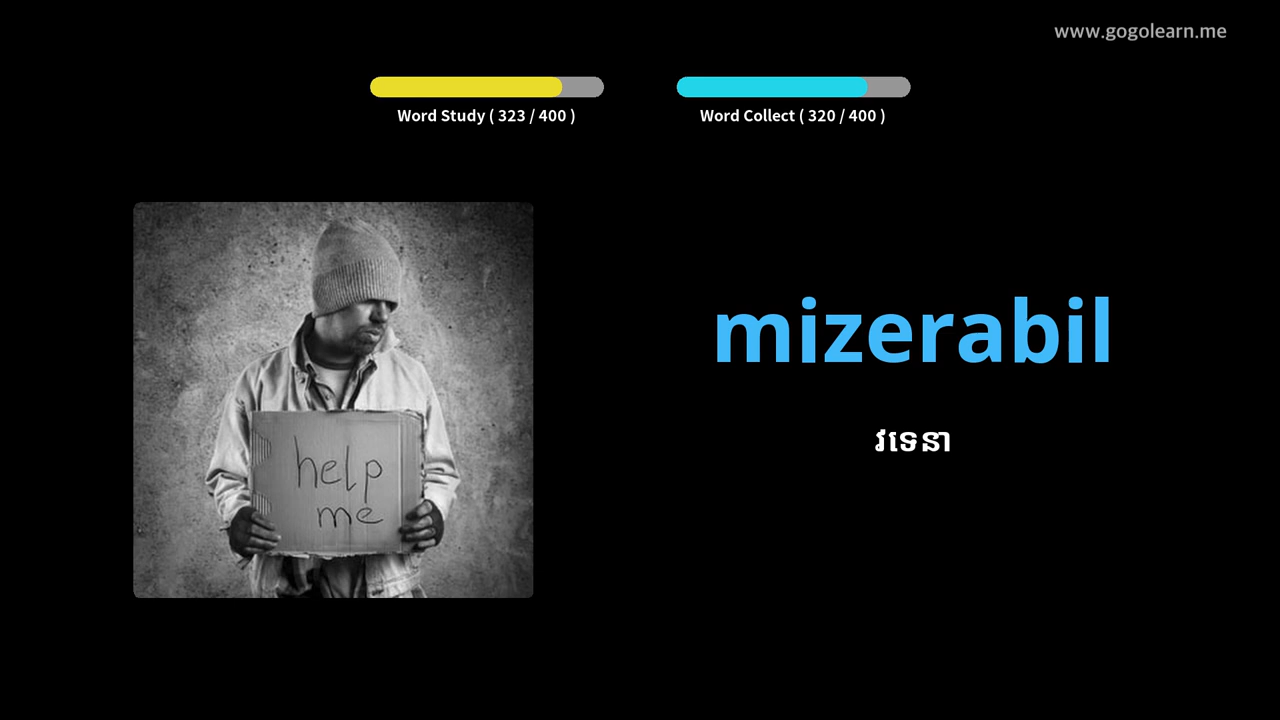 www.gogolearn.me
Word Study ( 323 / 400 )
Word Collect ( 320 / 400 )
help
me
mizerabil
វេទនា